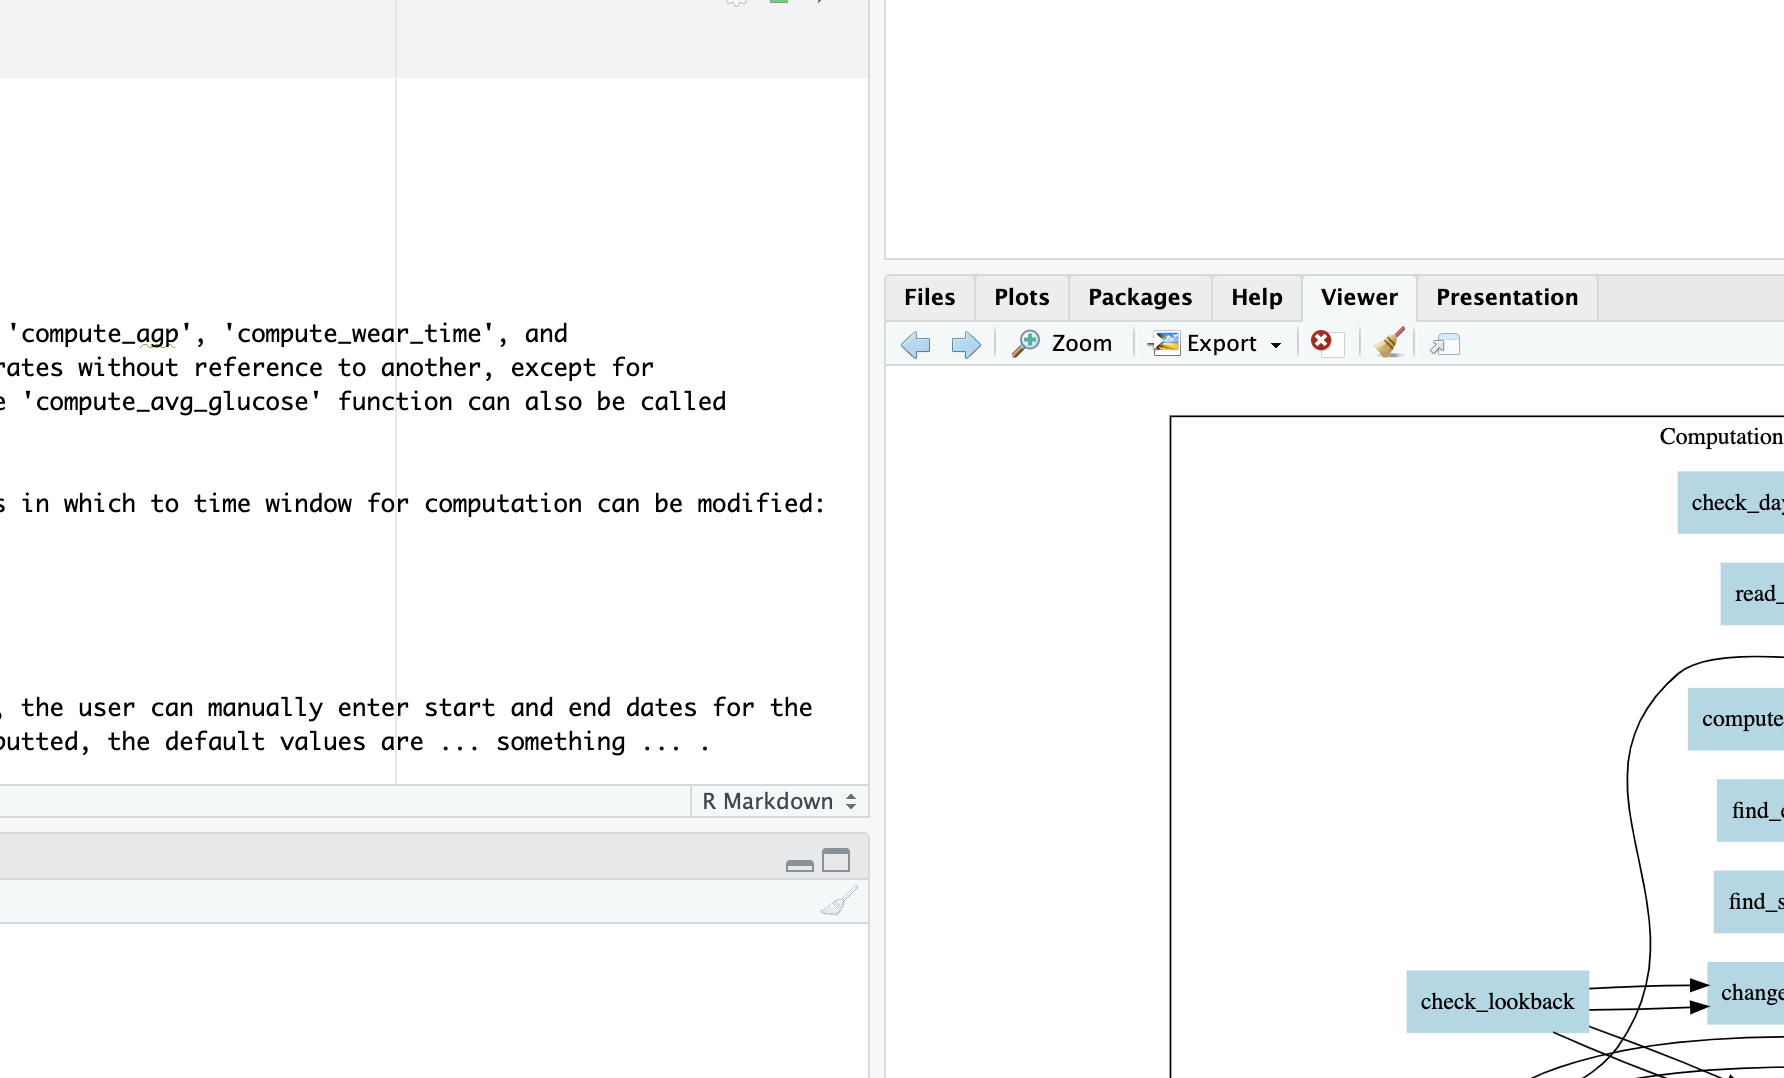 'compute_agp', 'compute_wear_time', and
rates without reference to another, except for
e 'compute_avg_glucose' function can also be called
s in which to time window for computation can be modified:
, the user can manually enter start and end dates for the
putted, the default values are ... something ... .
R Markdown
Files Plots Packages Help Viewer Presentation
Zoom Export
Computation
check_day
read_
compute_
find_e
find_s
change
check_lookback